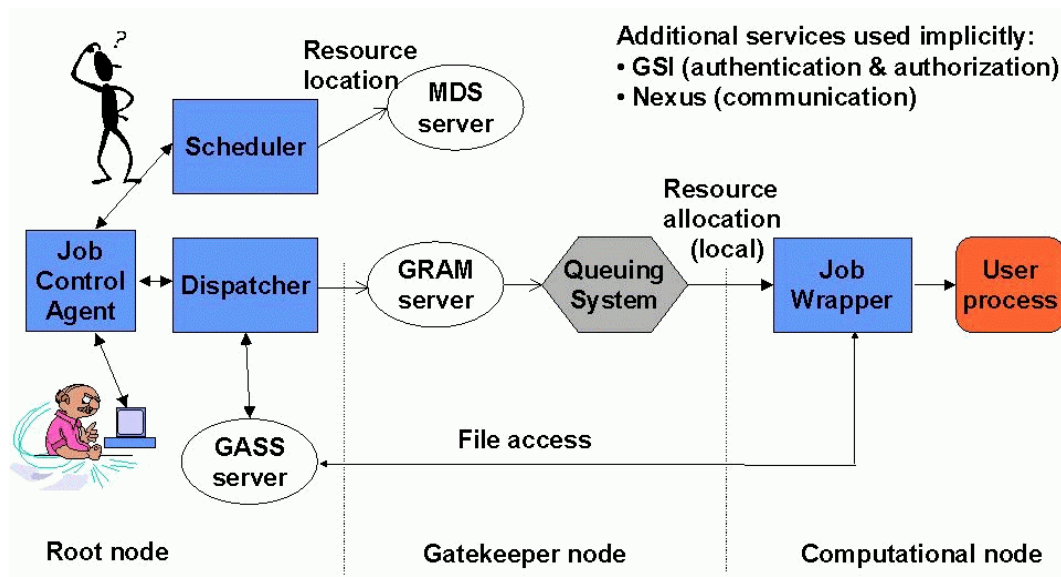 ?
Resource
location
Additional services used implicitly:
• GSI (authentication & authorization)
• Nexus (communication)
MDS
server
Scheduler
Resource
allocation
(local)
Job
Control
Agent
Dispatcher
GRAM
server
Queuing
System
Job
Wrapper
User
process
GASS
server
File access
Root node
Gatekeeper node
Computational node